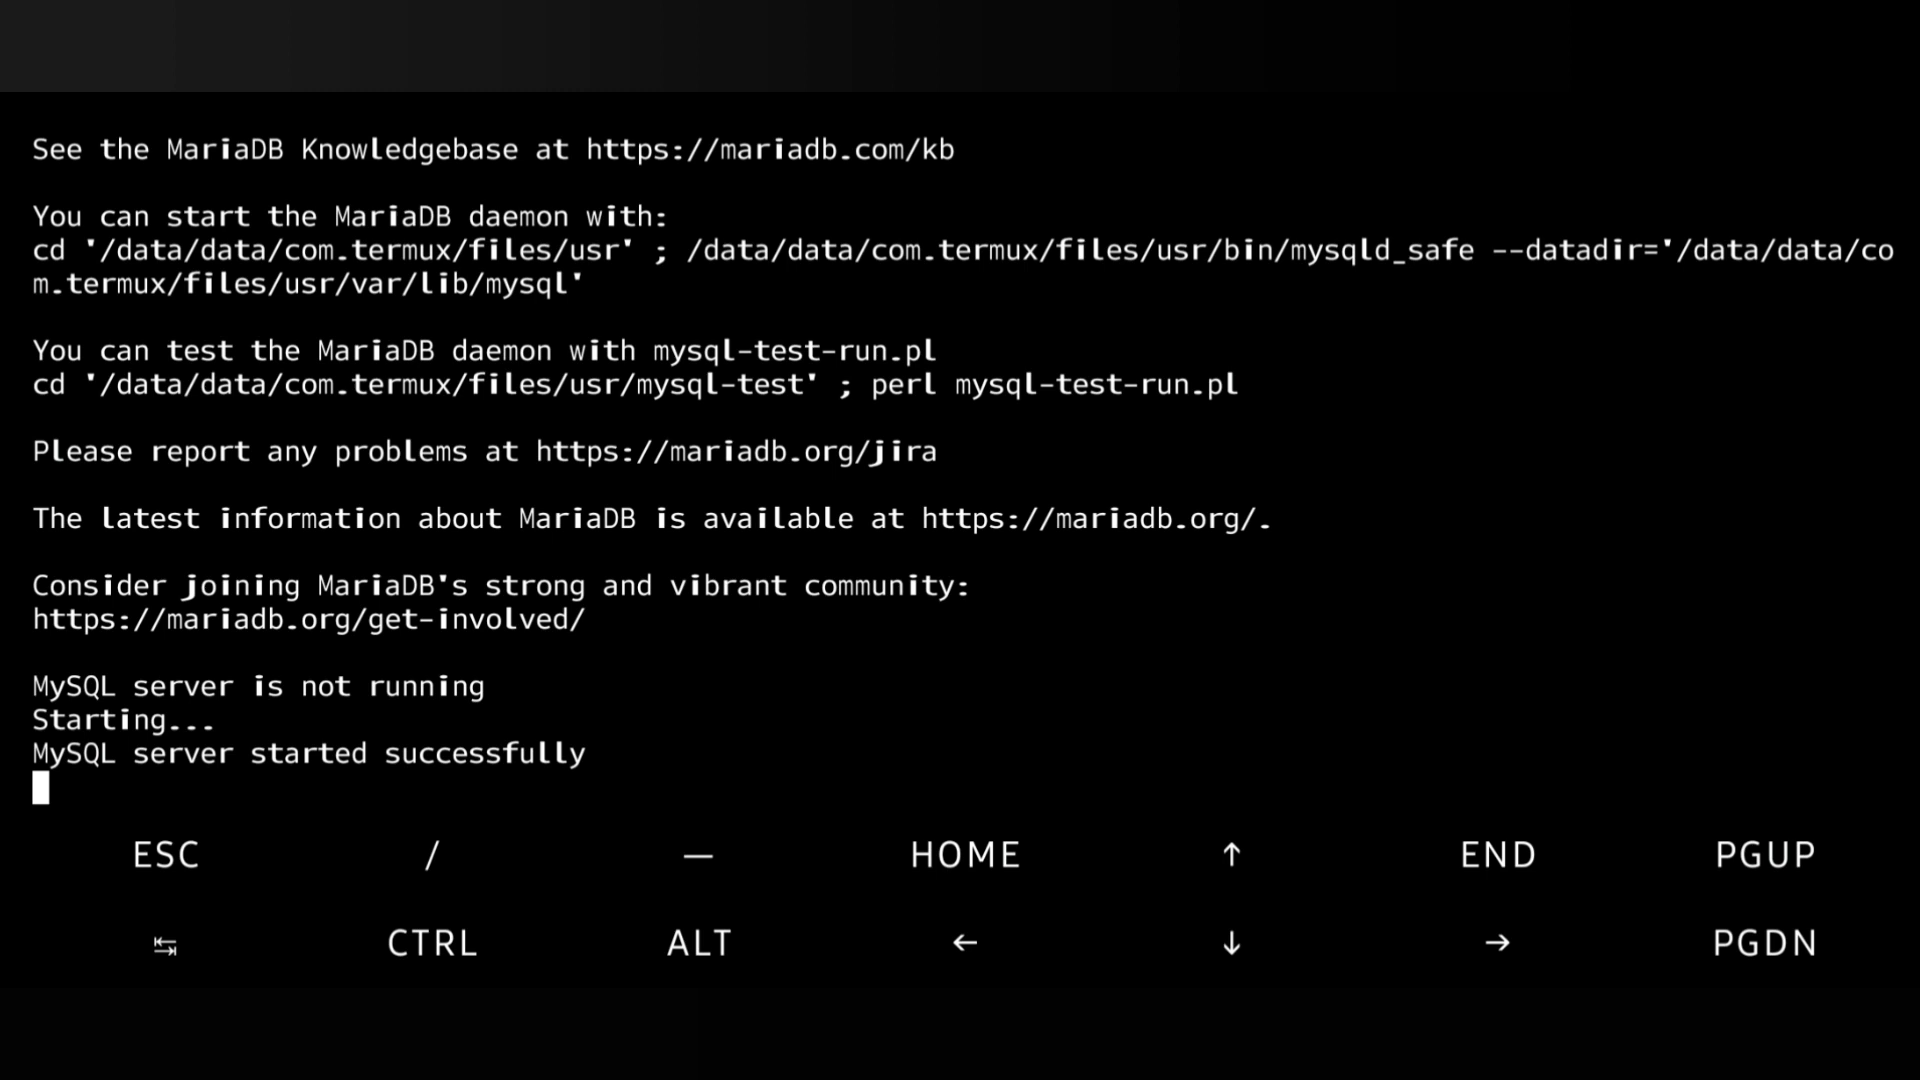 See the MariaDB Knowledgebase at https://mariadb.com/kb
You can start the MariaDB daemon with:
cd '/data/data/com.termux/files/usr' ; /data/data/com.termux/files/usr/bin/mysqld_safe --datadir='/data/data/co
m.termux/files/usr/var/lib/mysql'
You can test the MariaDB daemon with mysql-test-run.pl
cd '/data/data/com.termux/files/usr/mysql-test' ; perl mysql-test-run.pl
Please report any problems at https://mariadb.org/jira
The latest information about MariaDB is available at https://mariadb.org/.
Consider joining MariaDB's strong and vibrant community:
https://mariadb.org/get-involved/
MySQL server is not running
Starting...
MySQL server started successfully
ESC / — HOME ↑ END PGUP
↹ CTRL ALT ← ↓ → PGDN